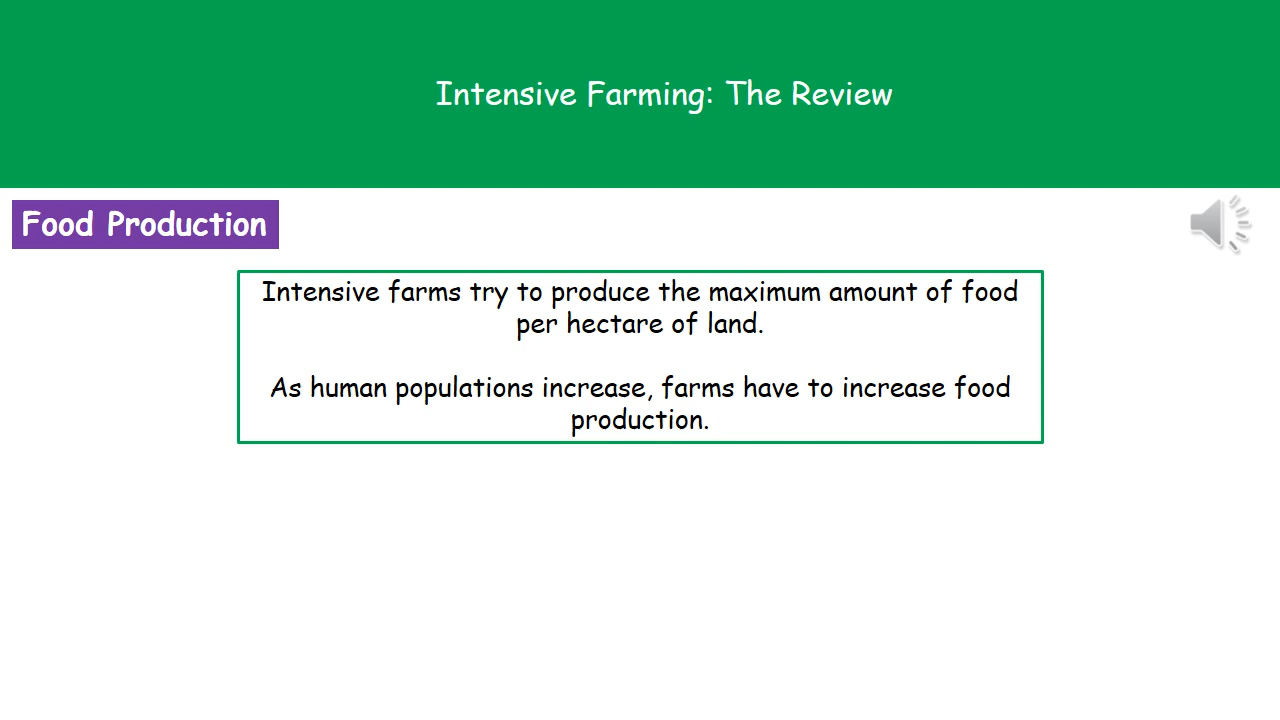 Intensive Farming: The Review
Food Production
Intensive farms try to produce the maximum amount of food
per hectare of land.
As human populations increase, farms have to increase food
production.